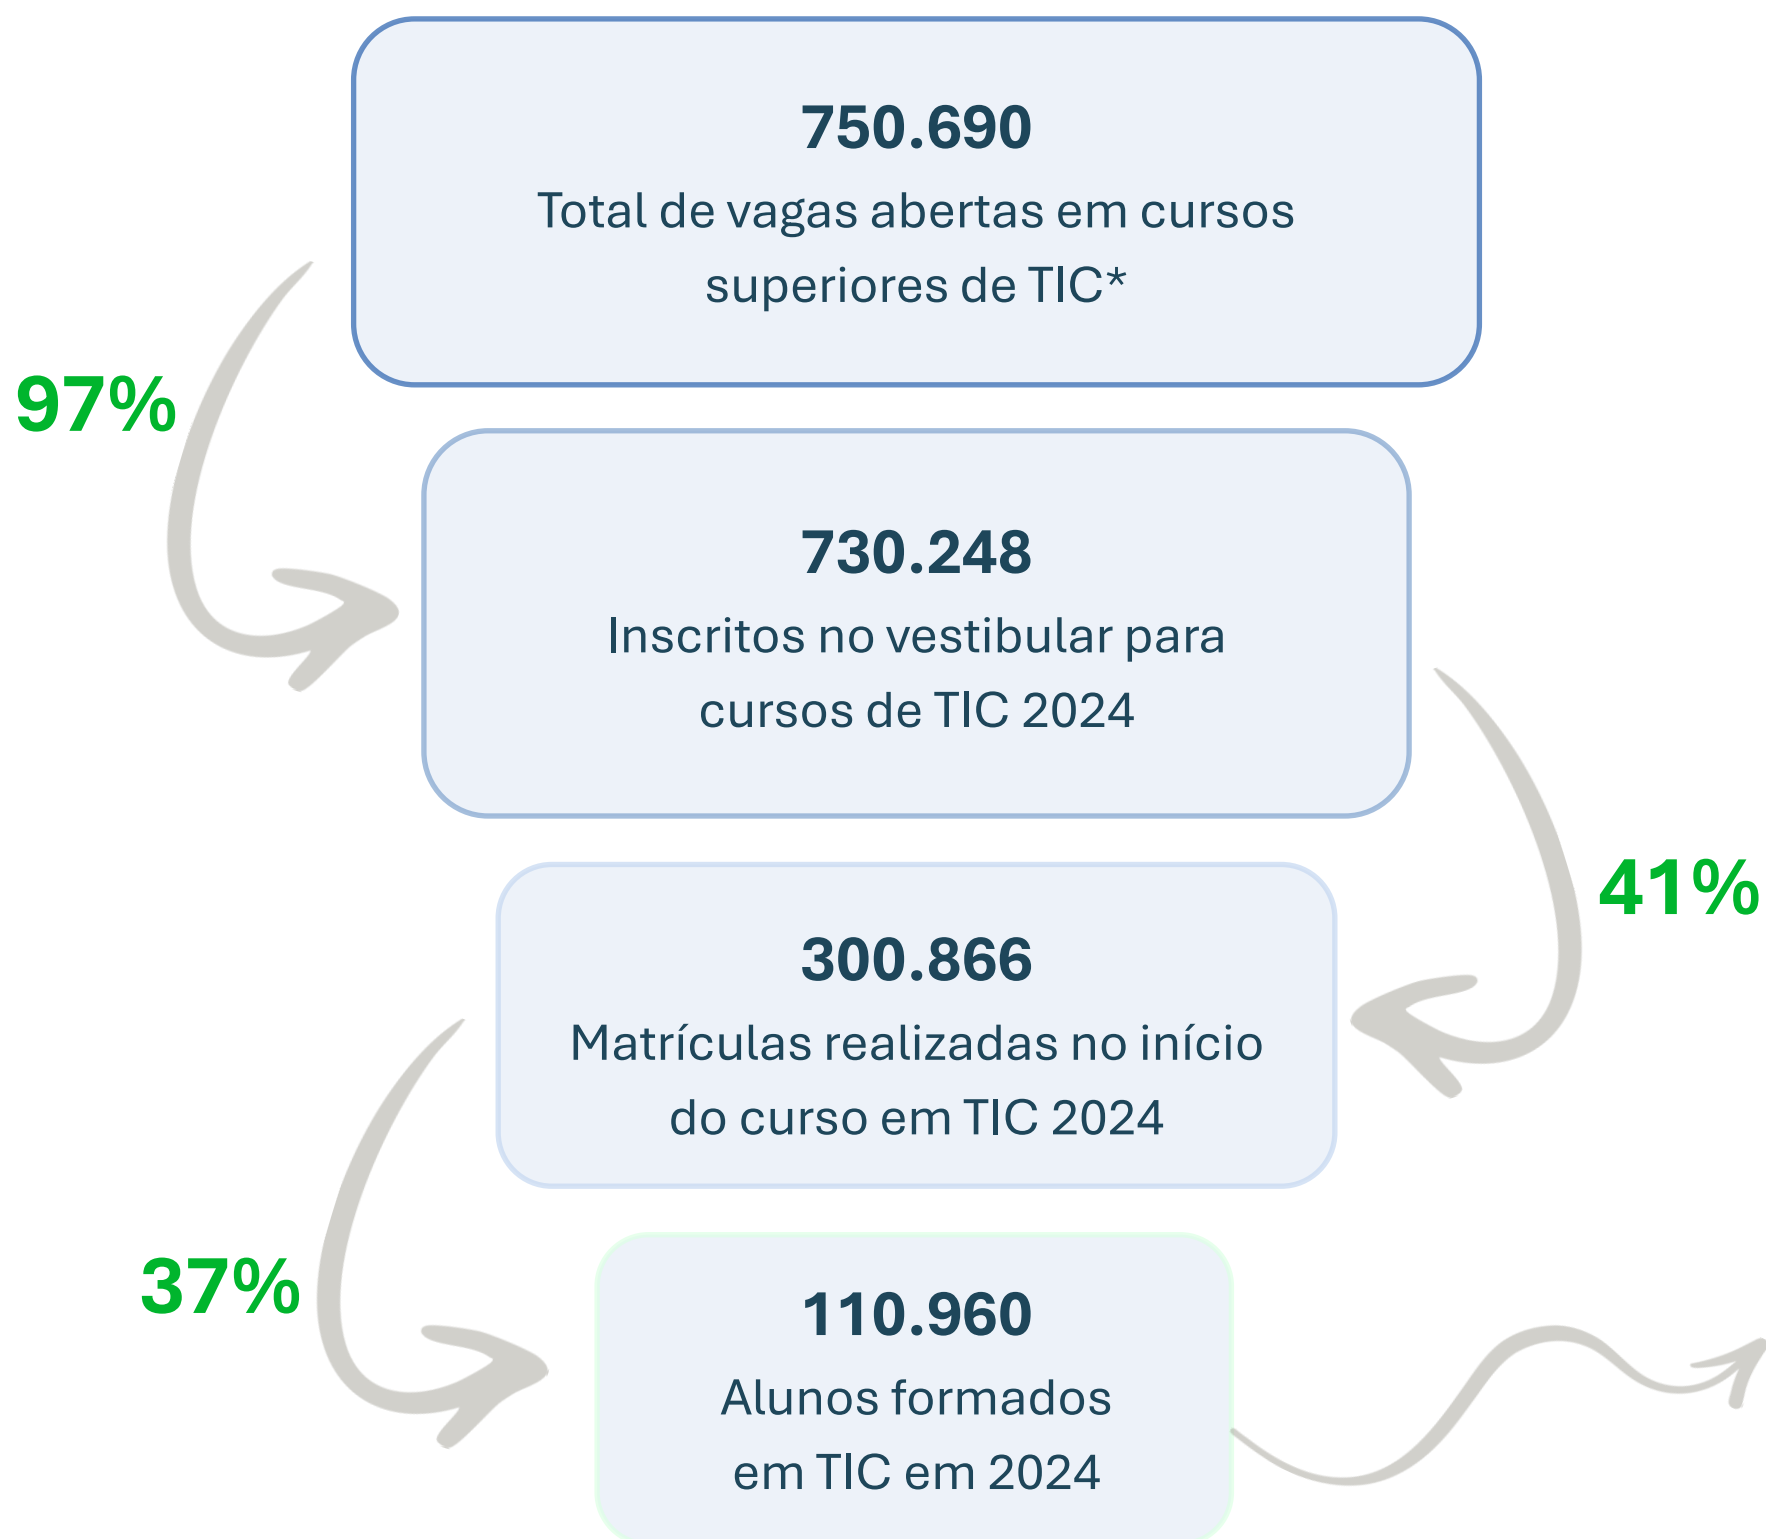 750.690
Total de vagas abertas em cursos
superiores de TIC*
97%
730.248
Inscritos no vestibular para
cursos de TIC 2024
41%
300.866
Matrículas realizadas no início
do curso em TIC 2024
37%
110.960
Alunos formados
em TIC em 2024